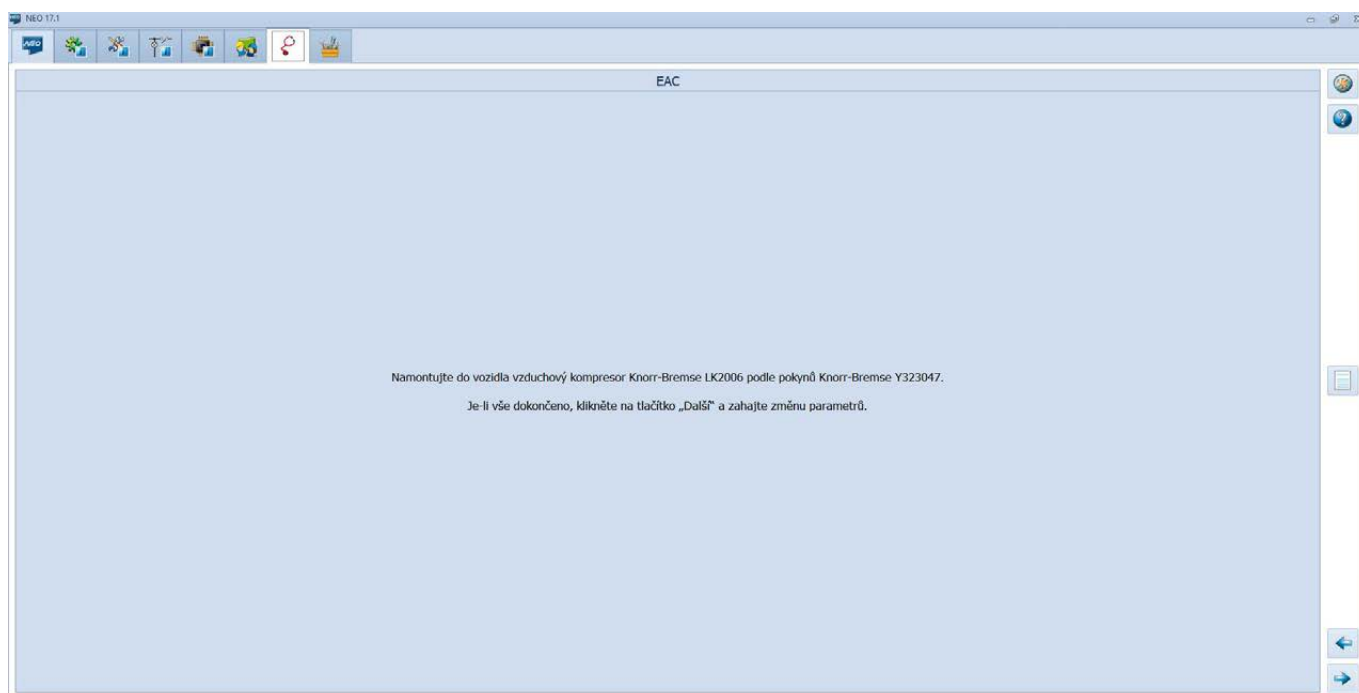 NEO 17.1
NEO
EAC
Namontujte do vozidla vzduchový kompresor Knorr-Bremse LK2006 podle pokynů Knorr-Bremse Y323047.
Je-li vše dokončeno, klikněte na tlačítko „Další“ a zahajte změnu parametrů.